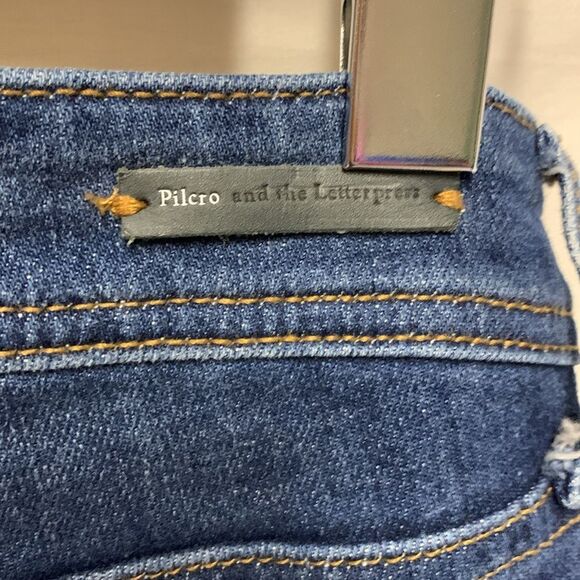 Pilcro and the Letterpress